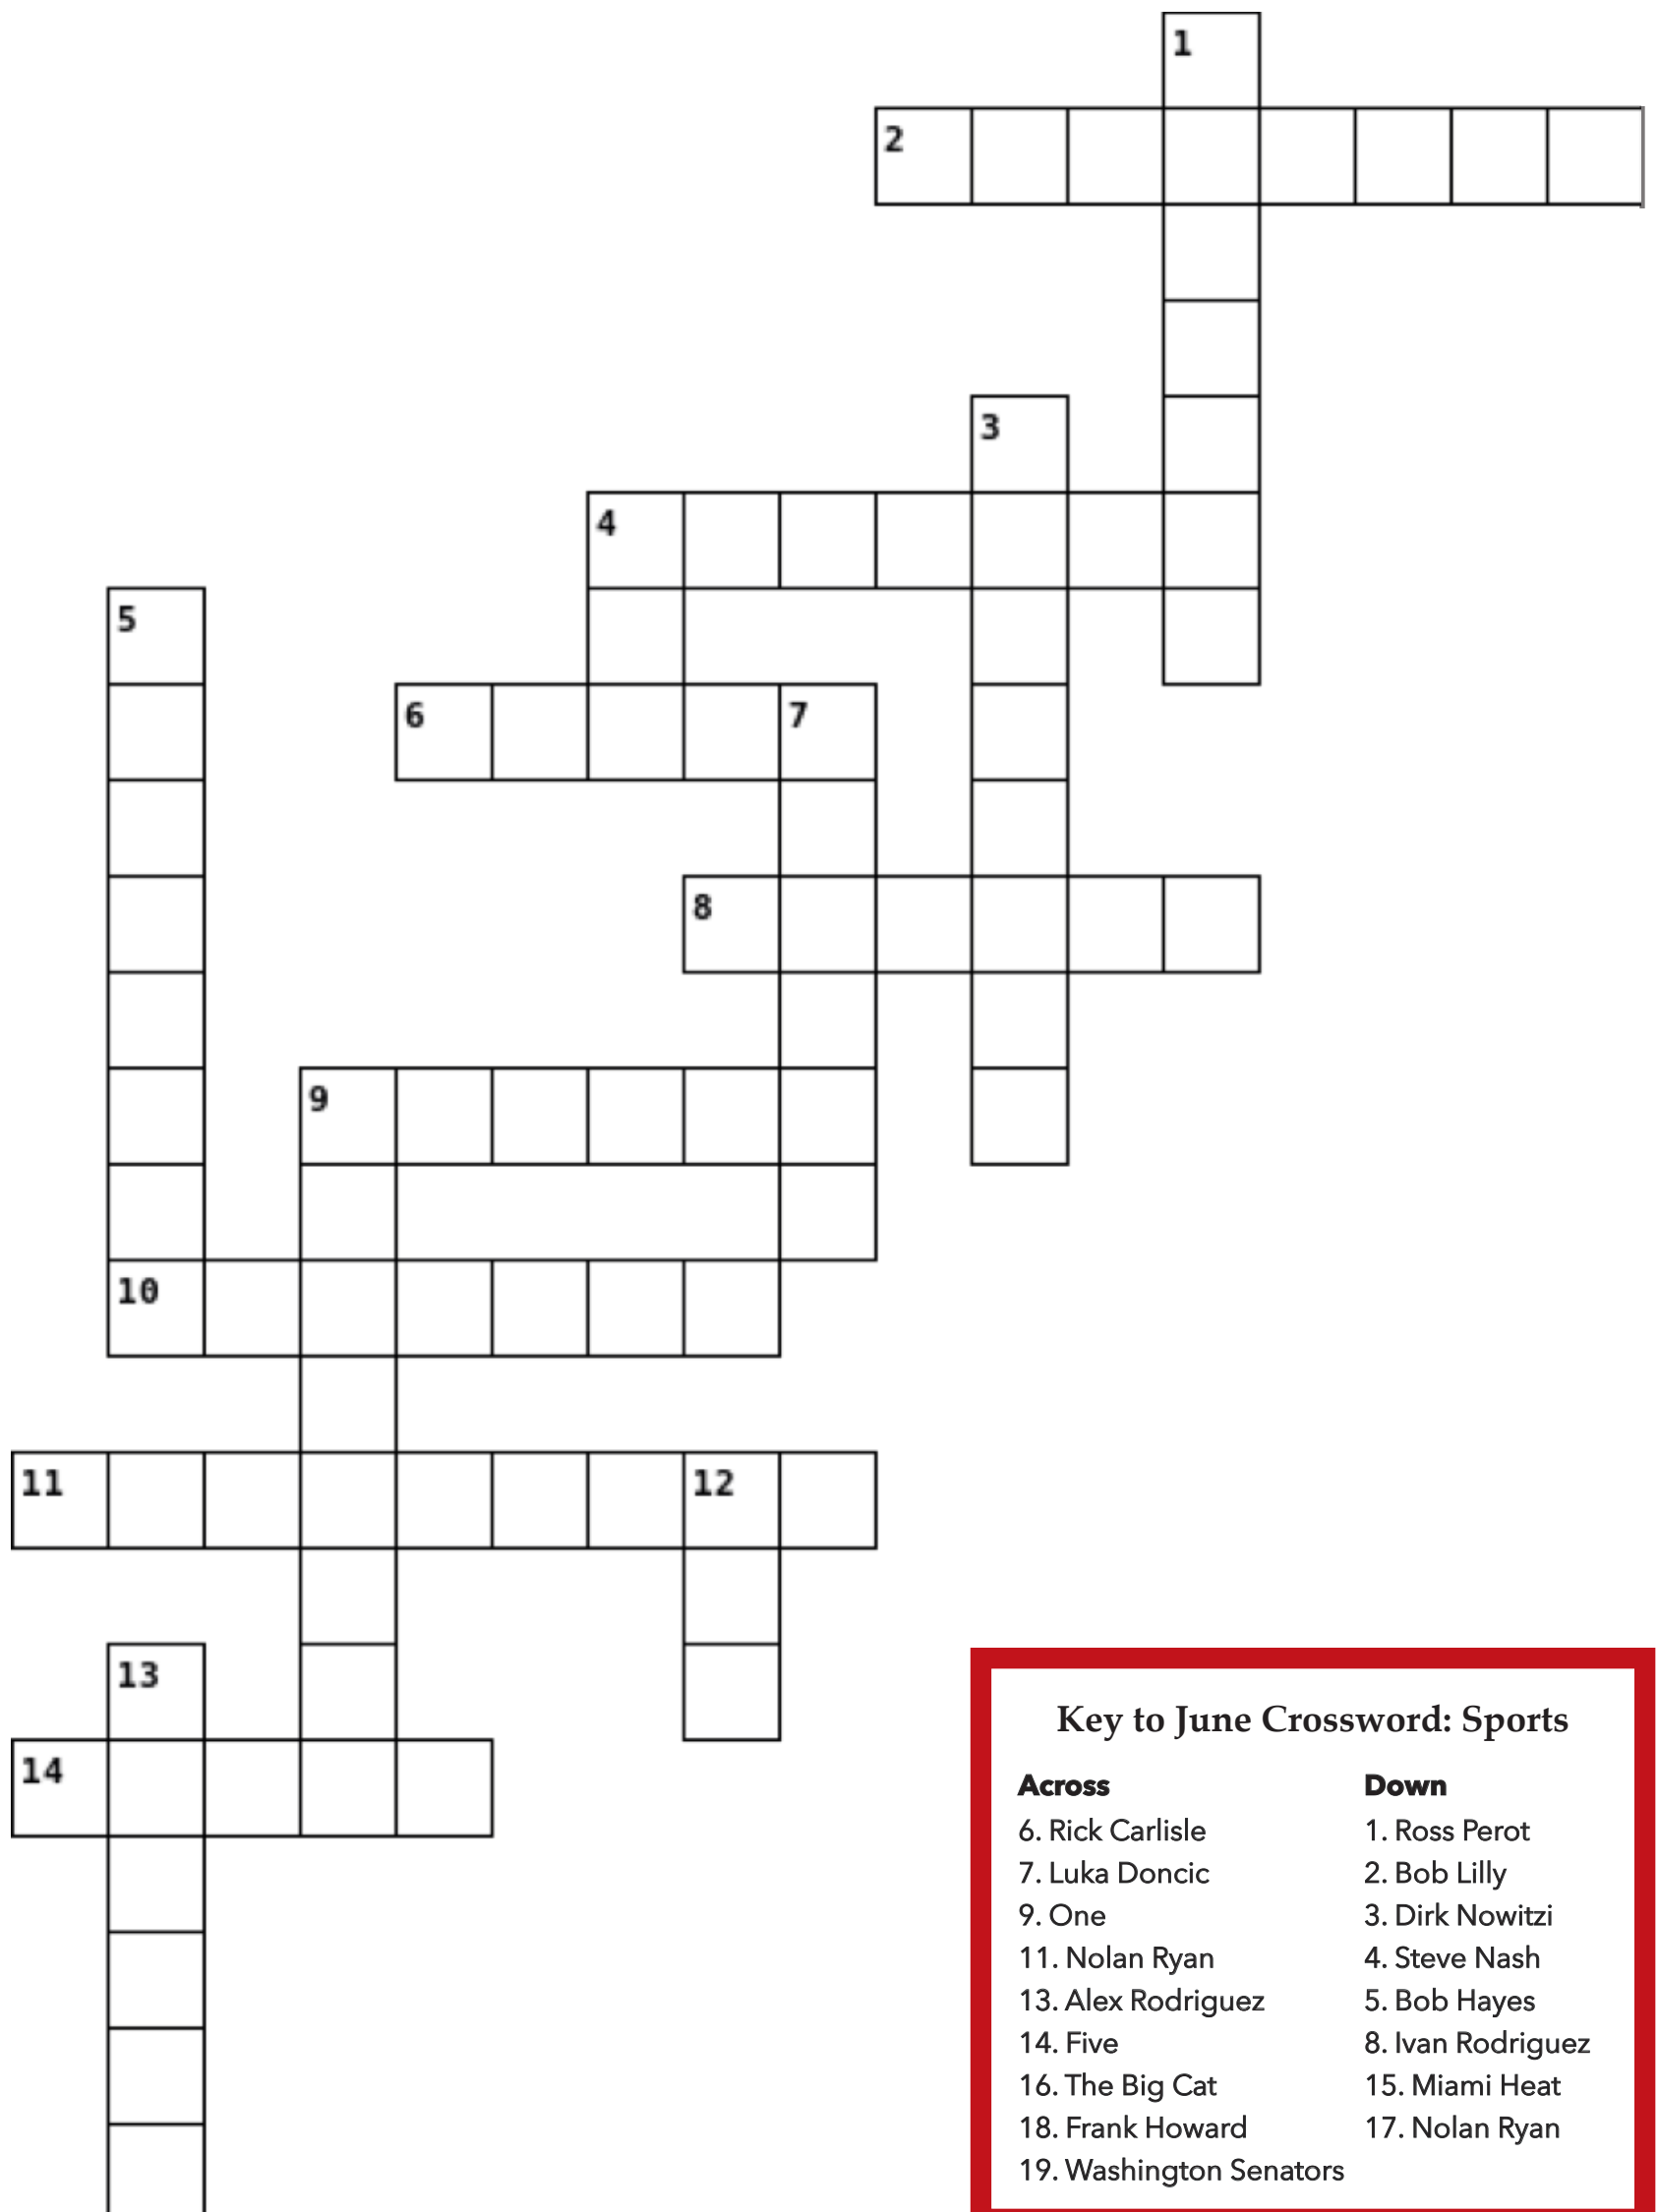 1
2
3
4
5
6
7
8
9
10
11
12
13
14
Key to June Crossword: Sports
Across
6. Rick Carlisle
7. Luka Doncic
9. One
11. Nolan Ryan
13. Alex Rodriguez
14. Five
16. The Big Cat
18. Frank Howard
19. Washington Senators
Down
1. Ross Perot
2. Bob Lilly
3. Dirk Nowitzi
4. Steve Nash
5. Bob Hayes
8. Ivan Rodriguez
15. Miami Heat
17. Nolan Ryan